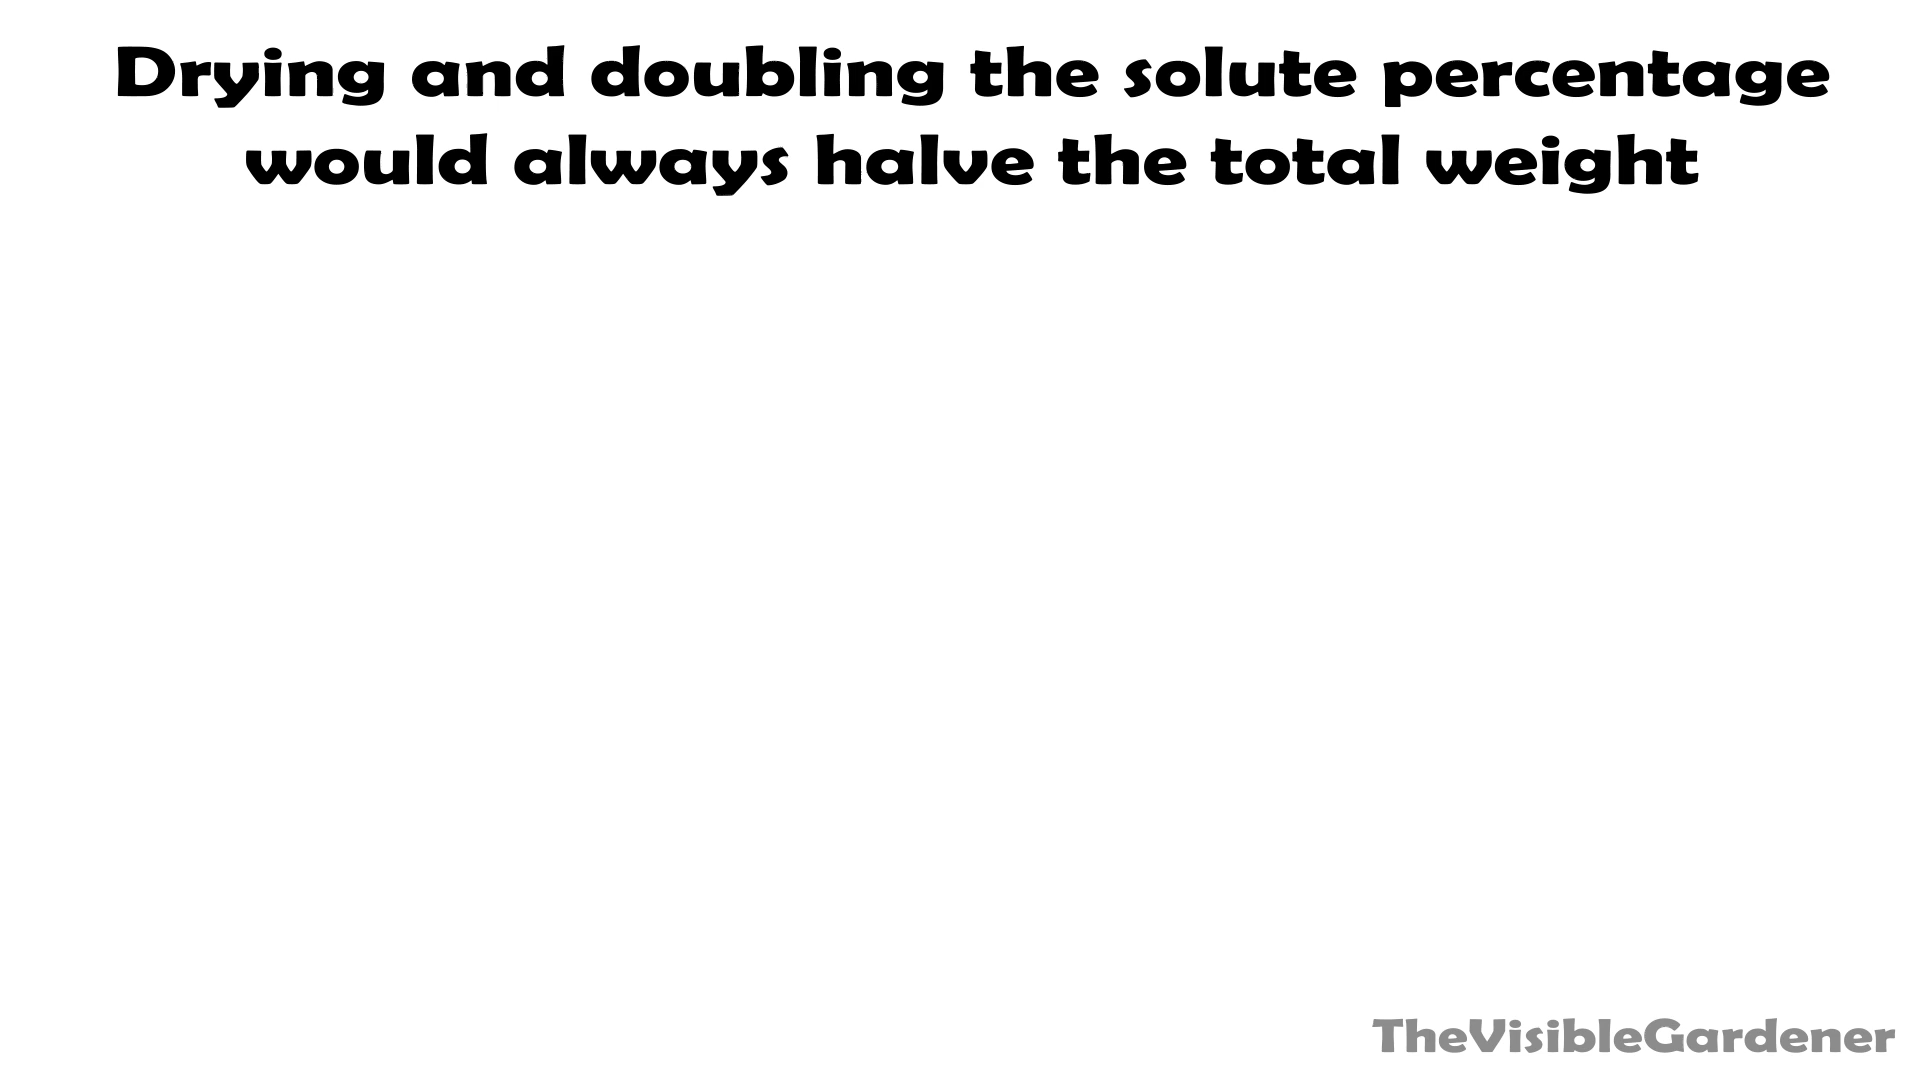 Drying and doubling the solute percentage
would always halve the total weight
TheVisibleGardener